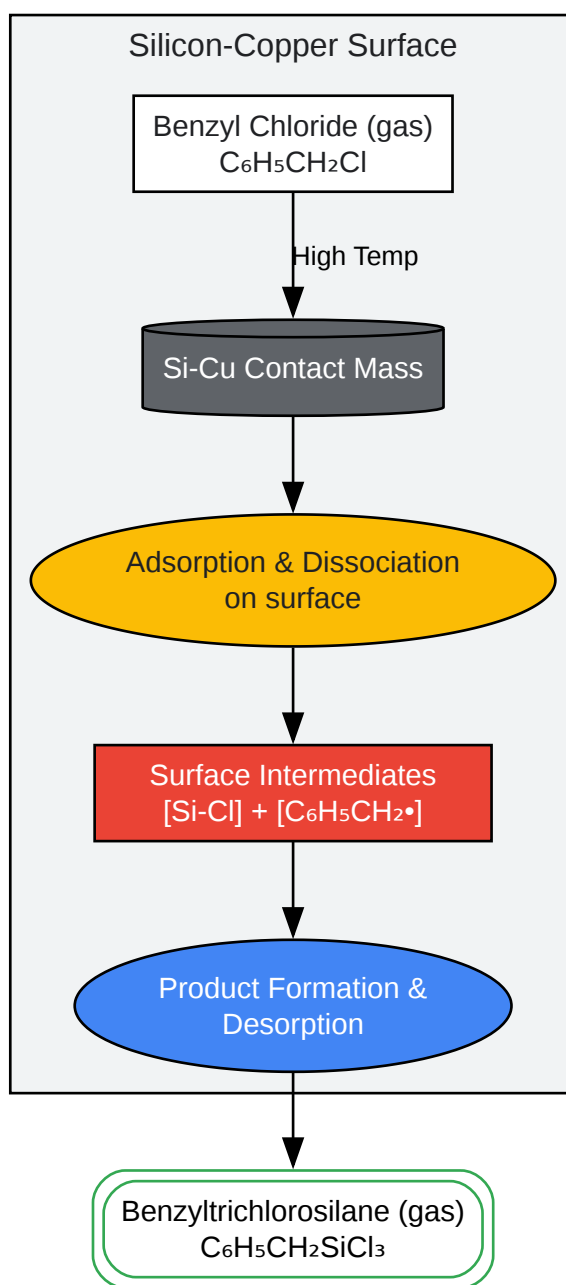 Silicon-Copper Surface
Benzyl Chloride (gas)
C₆H₅CH₂Cl
High Temp
Si-Cu Contact Mass
Adsorption & Dissociation
on surface
Surface Intermediates
[Si-Cl] + [C₆H₅CH₂•]
Product Formation &
Desorption
Benzyltrichlorosilane (gas)
C₆H₅CH₂SiCl₃